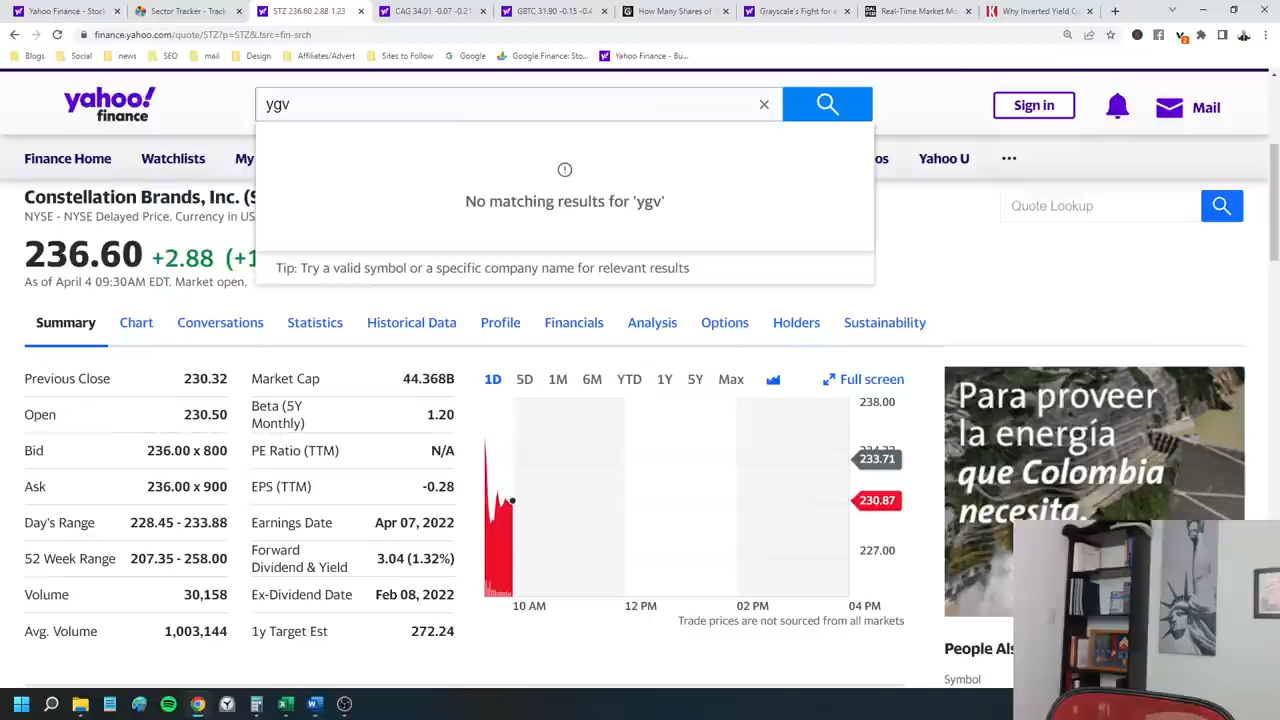 Yahoo Finance - Stock
Sector Tracker - Track
STZ 236.60 2.88 1.23
CAG 34.01 -0.07 -0.21
GBTC 31.90 -0.15 -0.4
How Many Shares of
Grayscale's Fight for a
Real-Time Market M
Why Inverted Yield C
finance.yahoo.com/quote/STZ?p=STZ&.tsrc=fin-srch
Blogs
Social
news
SEO
mail
Design
Affiliates/Advert
Sites to Follow
Google
Google Finance: Sto...
Yahoo Finance - Bu...
yahoo!
finance
ygv
Sign in
Mail
Finance Home
Watchlists
My
os
Yahoo U
No matching results for 'ygv'
Tip: Try a valid symbol or a specific company name for relevant results
Constellation Brands, Inc. (S
NYSE - NYSE Delayed Price. Currency in US
Quote Lookup
236.60 +2.88 (+1
As of April 4 09:30AM EDT. Market open.
Summary
Chart
Conversations
Statistics
Historical Data
Profile
Financials
Analysis
Options
Holders
Sustainability
Previous Close 230.32
Open 230.50
Bid 236.00 x 800
Ask 236.00 x 900
Day's Range 228.45 - 233.88
52 Week Range 207.35 - 258.00
Volume 30,158
Avg. Volume 1,003,144
Market Cap 44.368B
Beta (5Y
Monthly) 1.20
PE Ratio (TTM) N/A
EPS (TTM) -0.28
Earnings Date Apr 07, 2022
Forward
Dividend & Yield 3.04 (1.32%)
Ex-Dividend Date Feb 08, 2022
1y Target Est 272.24
1D 5D 1M 6M YTD 1Y 5Y Max
Full screen
238.00
233.71
230.87
227.00
10 AM 12 PM 02 PM 04 PM
Trade prices are not sourced from all markets
Para proveer
la energía
que Colombia
necesita.
People Als
Symbol